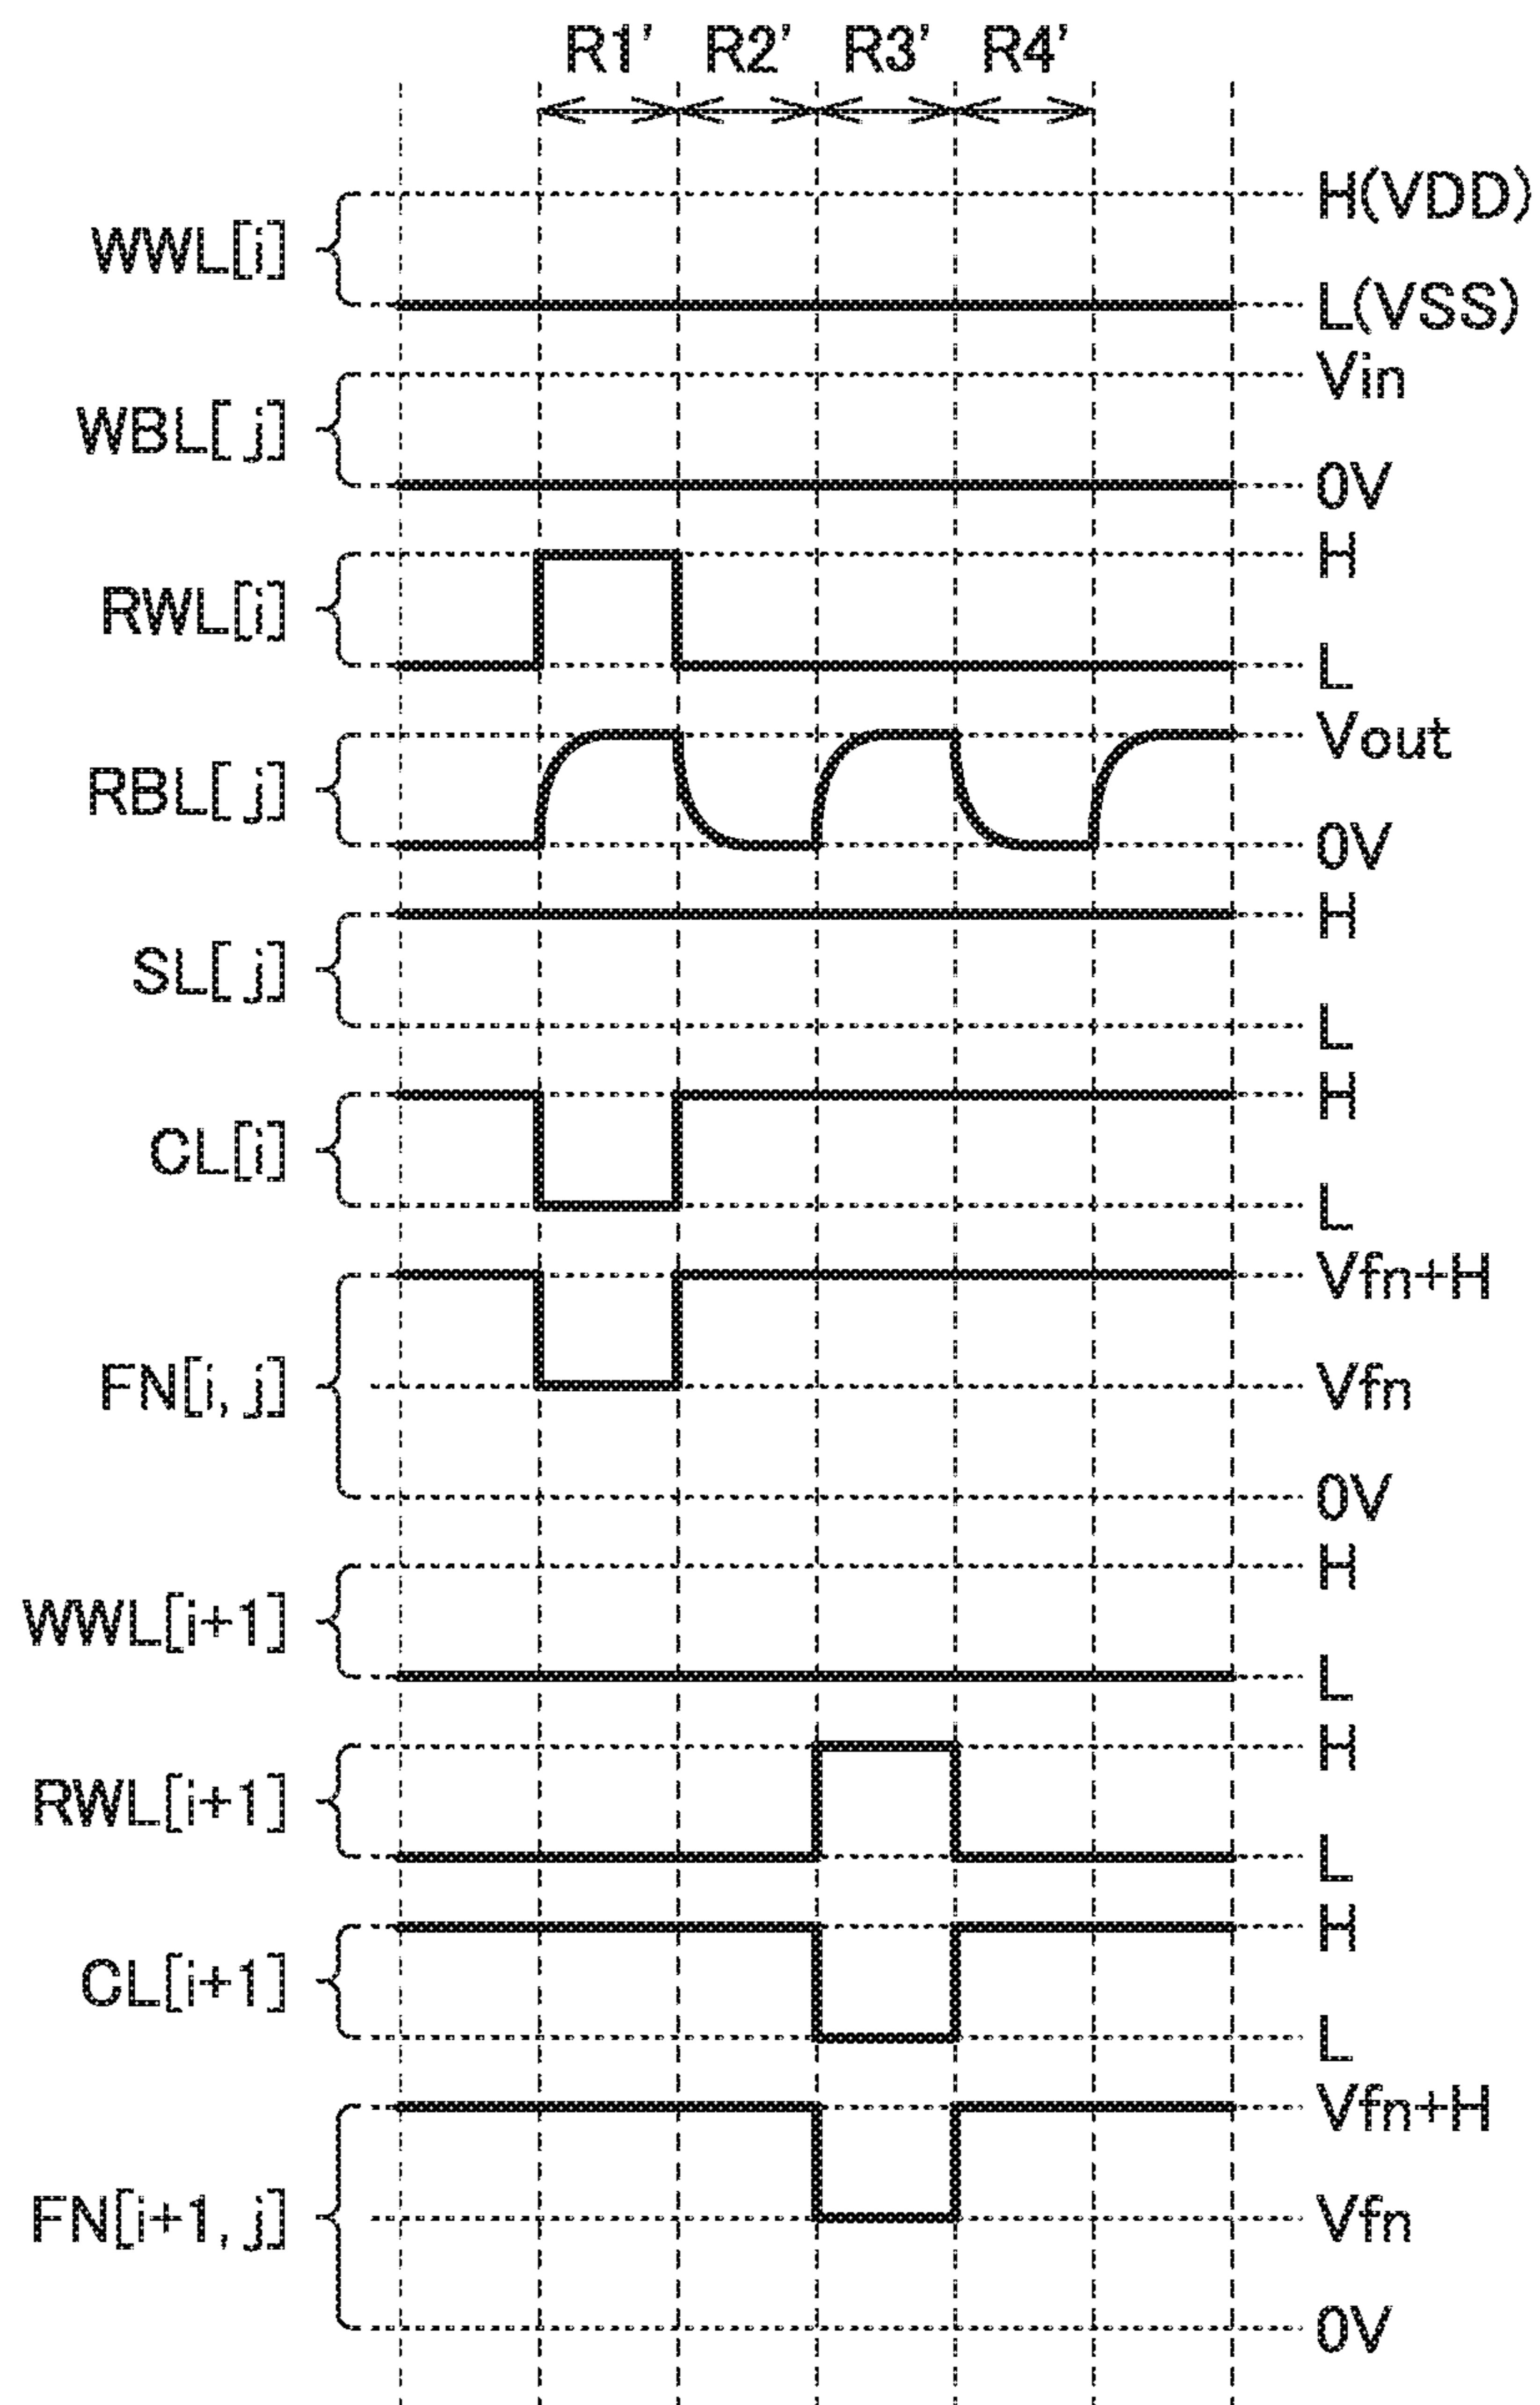 R1' R2' R3' R4'
WWL[i]
H(VDD)
L(VSS)
WBL[j]
Vin
0V
RWL[i]
H
L
RBL[j]
Vout
0V
SL[j]
H
L
CL[i]
H
L
FN[i, j]
Vfn+H
Vfn
0V
WWL[i+1]
H
L
RWL[i+1]
H
L
CL[i+1]
H
L
FN[i+1, j]
Vfn+H
Vfn
0V